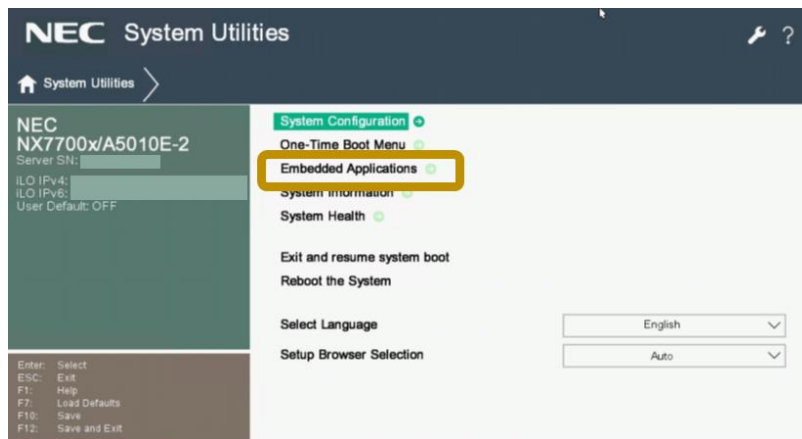 NEC System Utilities
?
System Utilities
NEC
NX7700x/A5010E-2
Server SN:
iLO IPv4:
iLO IPv6:
User Default: OFF
Enter: Select
ESC: Exit
F1: Help
F7: Load Defaults
F10: Save
F12: Save and Exit
System Configuration
One-Time Boot Menu
Embedded Applications
System Information
System Health
Exit and resume system boot
Reboot the System
Select Language English
Setup Browser Selection Auto